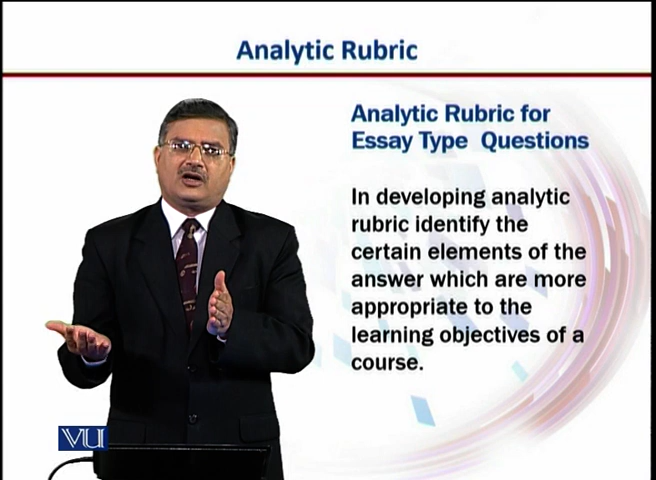 Analytic Rubric
Analytic Rubric for
Essay Type Questions
In developing analytic
rubric identify the
certain elements of the
answer which are more
appropriate to the
learning objectives of a
course.
VU